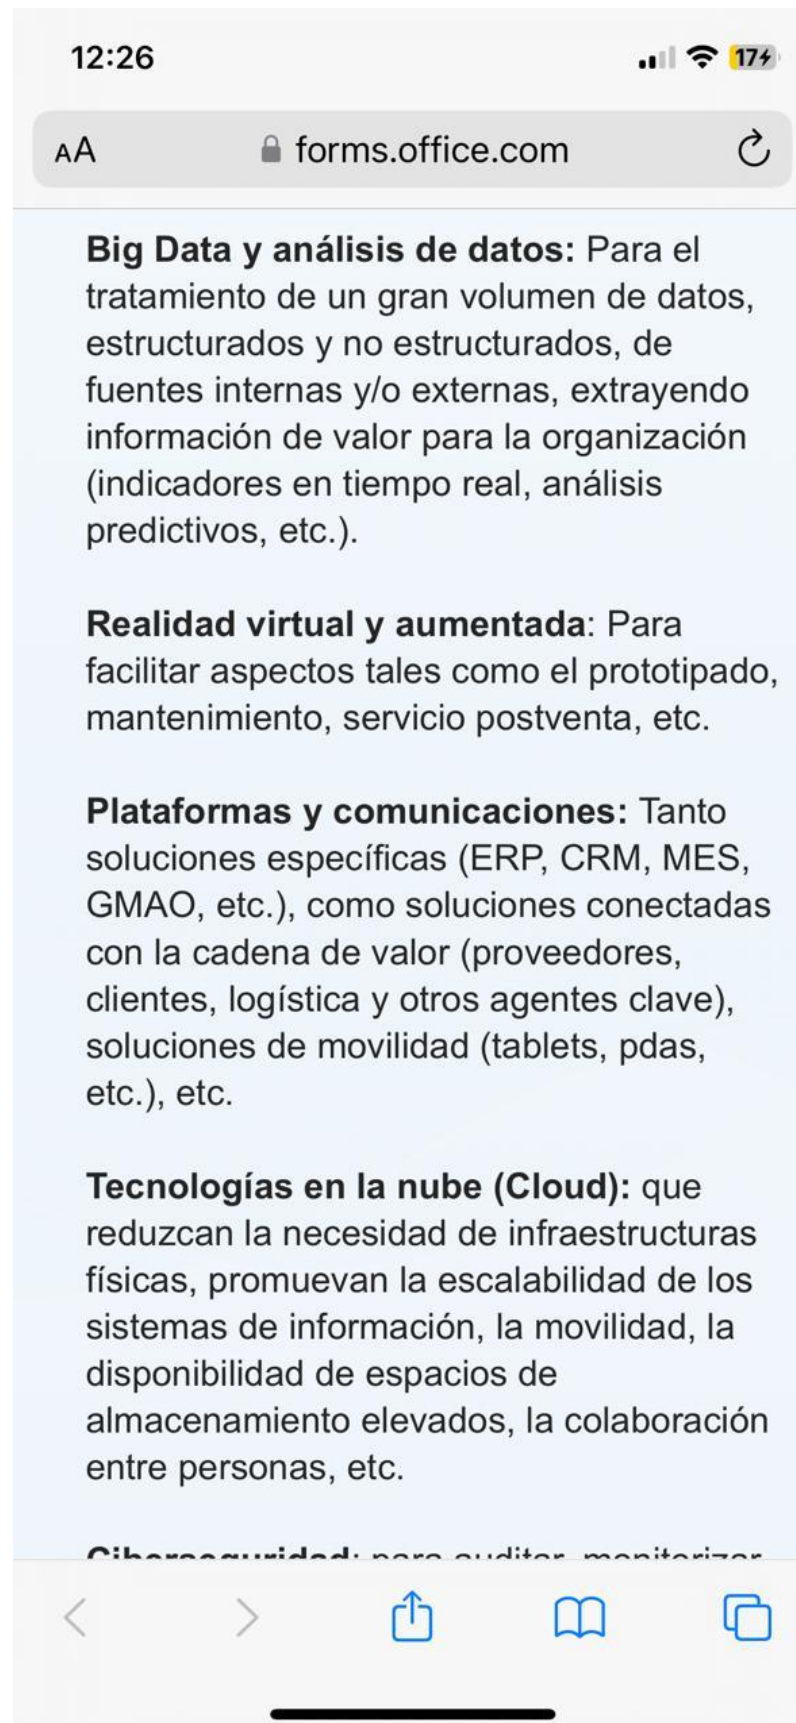 12:26
17
AA
forms.office.com
Big Data y análisis de datos: Para el
tratamiento de un gran volumen de datos,
estructurados y no estructurados, de
fuentes internas y/o externas, extrayendo
información de valor para la organización
(indicadores en tiempo real, análisis
predictivos, etc.).
Realidad virtual y aumentada: Para
facilitar aspectos tales como el prototipado,
mantenimiento, servicio postventa, etc.
Plataformas y comunicaciones: Tanto
soluciones específicas (ERP, CRM, MES,
GMAO, etc.), como soluciones conectadas
con la cadena de valor (proveedores,
clientes, logística y otros agentes clave),
soluciones de movilidad (tablets, pdas,
etc.), etc.
Tecnologías en la nube (Cloud): que
reduzcan la necesidad de infraestructuras
físicas, promuevan la escalabilidad de los
sistemas de información, la movilidad, la
disponibilidad de espacios de
almacenamiento elevados, la colaboración
entre personas, etc.
Ciberseguridad: para auditar, monitorizar